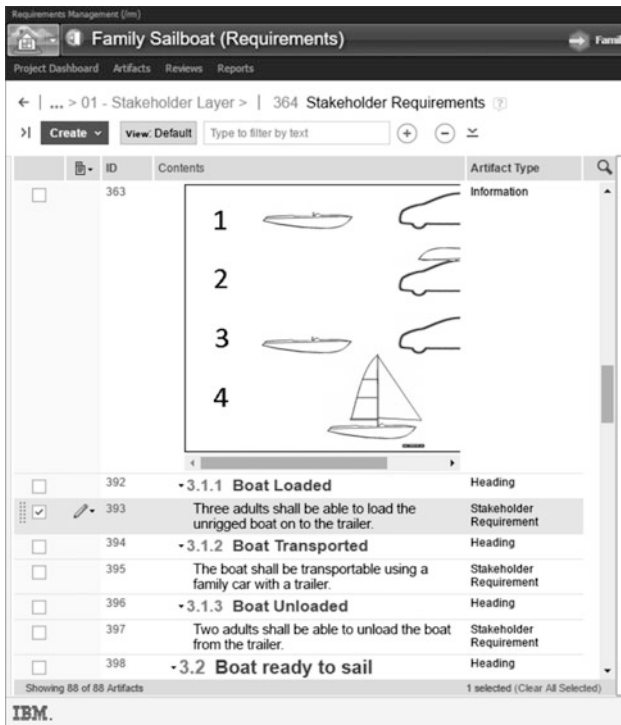 Requirements Management (/rm)
Family Sailboat (Requirements)
Famil
Project Dashboard Artifacts Reviews Reports
← | ... > 01 - Stakeholder Layer > | 364 Stakeholder Requirements ?
Create View: Default Type to filter by text
ID Contents Artifact Type
363 Information
1
2
3
4
392 3.1.1 Boat Loaded Heading
393 Three adults shall be able to load the Stakeholder
unrigged boat on to the trailer. Requirement
394 3.1.2 Boat Transported Heading
395 The boat shall be transportable using a Stakeholder
family car with a trailer. Requirement
396 3.1.3 Boat Unloaded Heading
397 Two adults shall be able to unload the boat Stakeholder
from the trailer. Requirement
398 3.2 Boat ready to sail Heading
Showing 88 of 88 Artifacts 1 selected (Clear All Selected)
IBM.